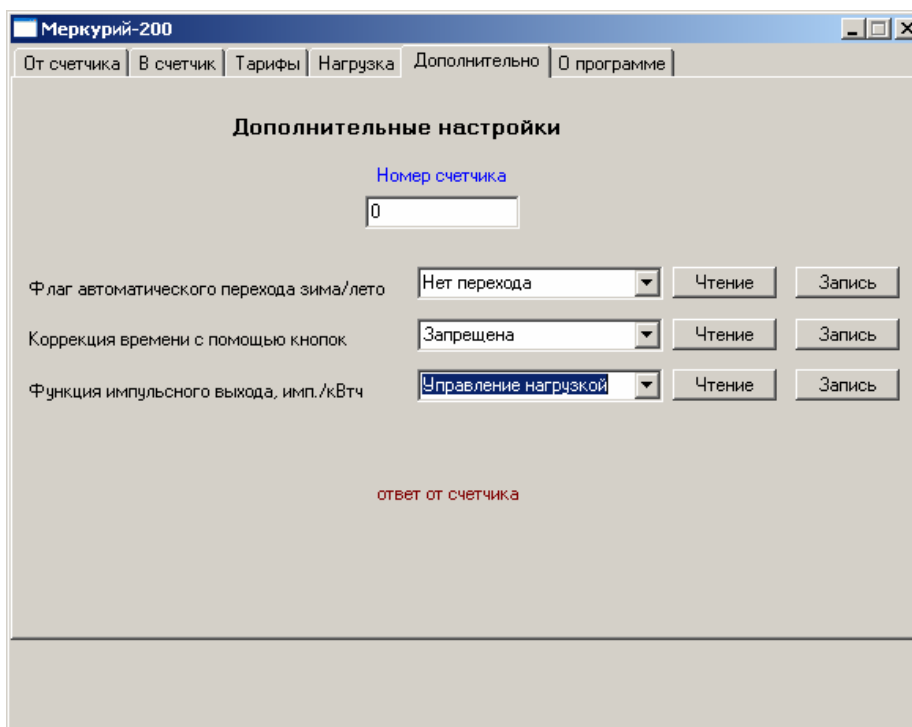 Меркурий-200
От счетчика В счетчик Тарифы Нагрузка Дополнительно О программе
Дополнительные настройки
Номер счетчика
0
Флаг автоматического перехода зима/лето Нет перехода Чтение Запись
Коррекция времени с помощью кнопок Запрещена Чтение Запись
Функция импульсного выхода, имп./кВтч Управление нагрузкой Чтение Запись
ответ от счетчика